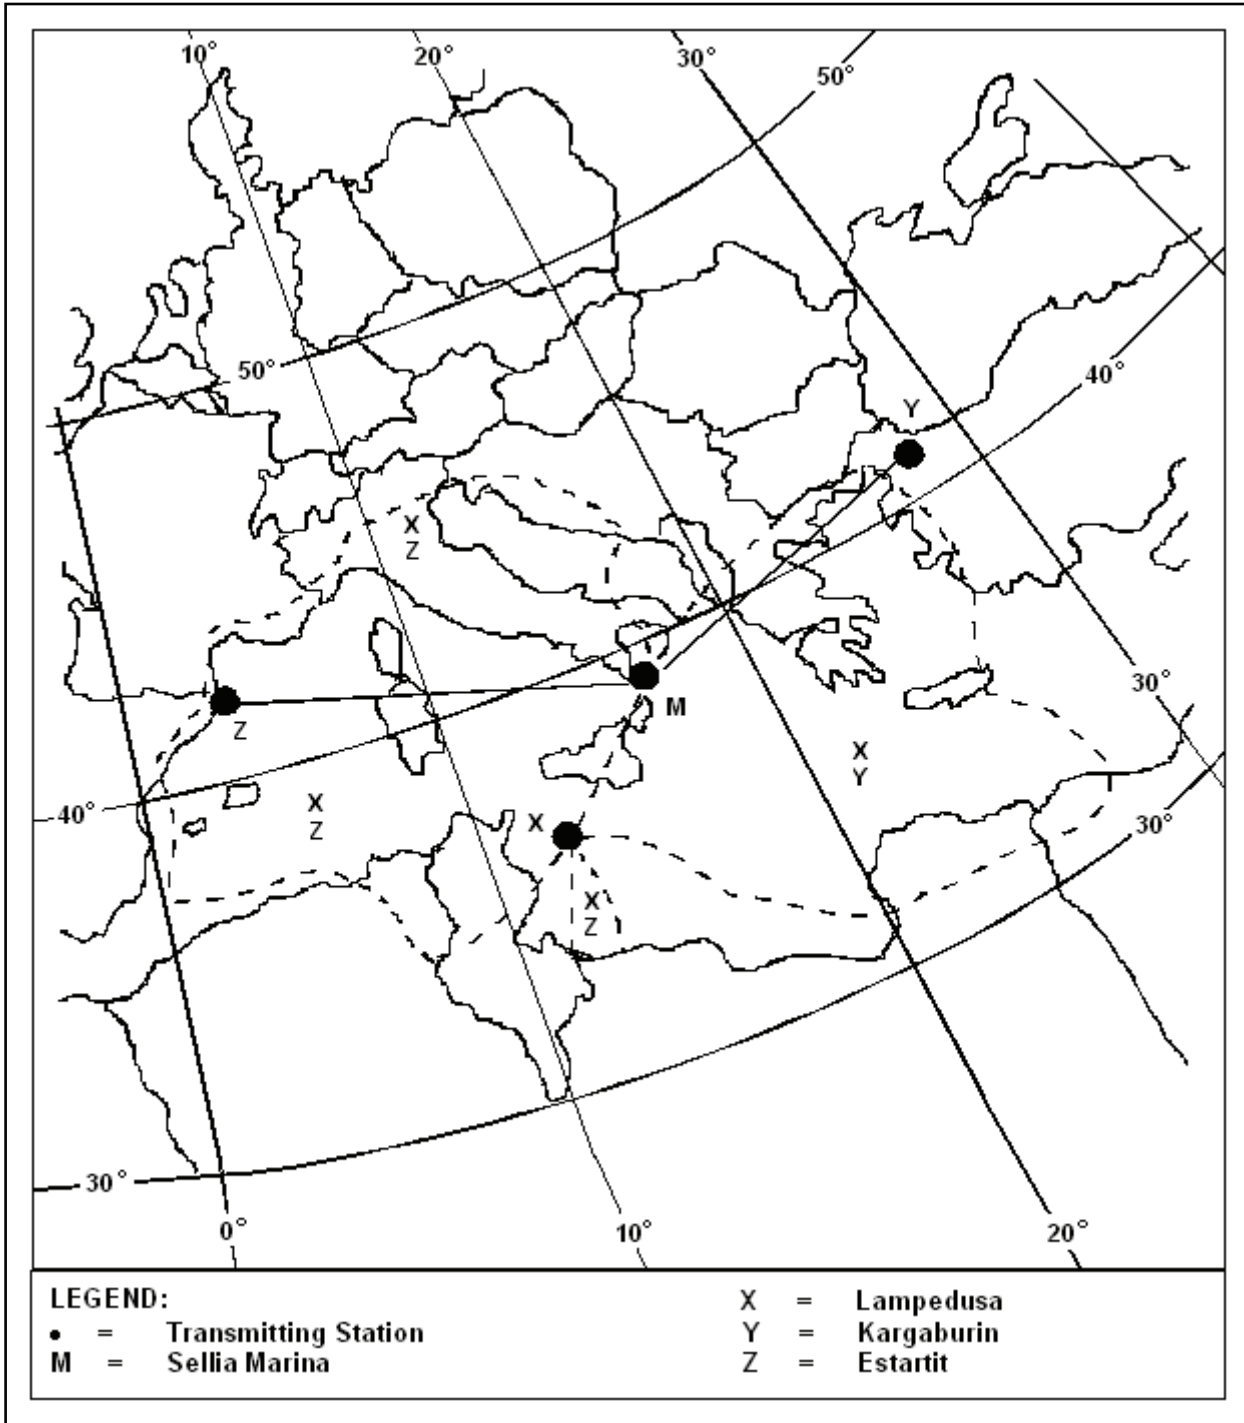 10° 20° 30° 50°
50° 40°
Y
X
Z
30°
M
Z
X
Y
40° X
Z
X 30°
X
Z
30°
0° 10° 20°
LEGEND:
• = Transmitting Station
M = Sellia Marina
X = Lampedusa
Y = Kargaburin
Z = Estartit